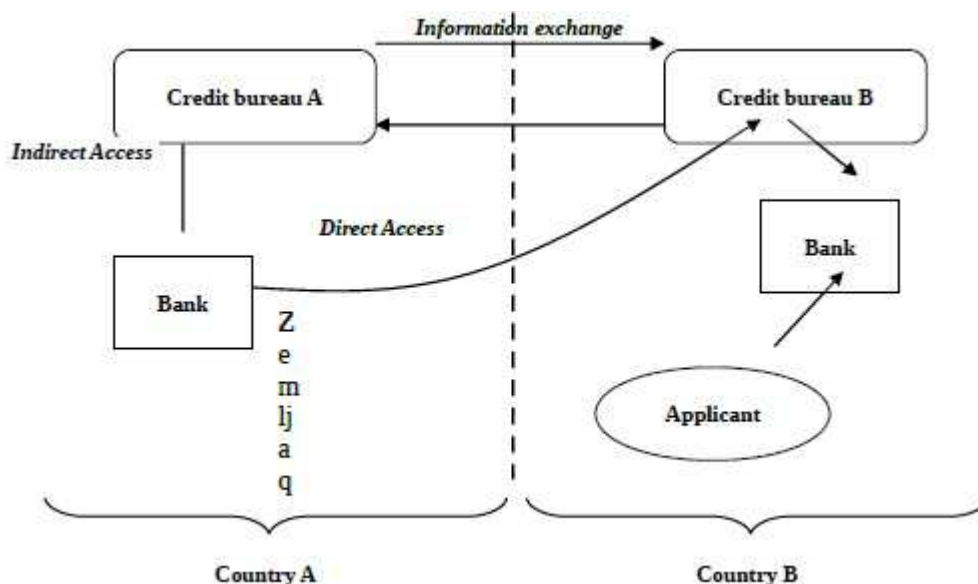 Information exchange
Credit bureau A
Credit bureau B
Indirect Access
Direct Access
Bank
Bank
Z
e
m
lj
a
q
Applicant
Country A
Country B